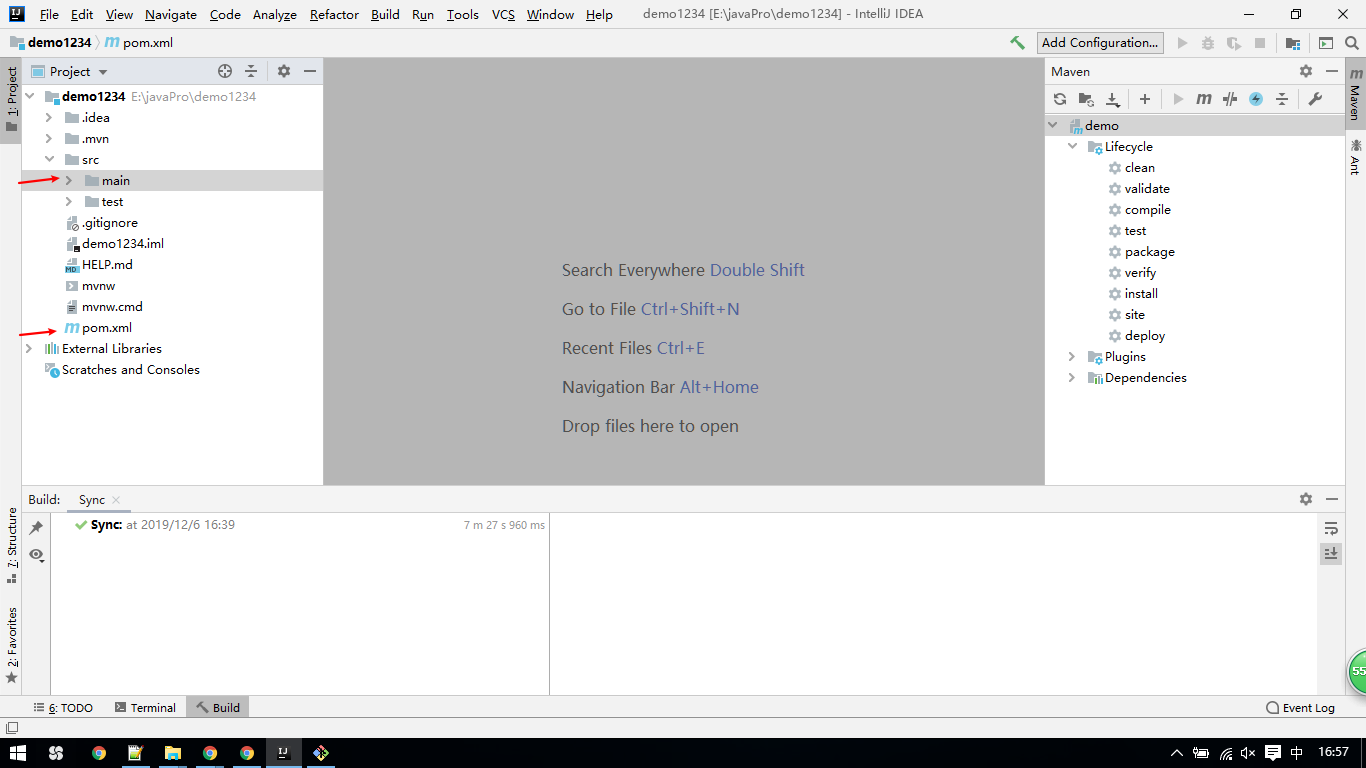 File Edit View Navigate Code Analyze Refactor Build Run Tools VCS Window Help demo1234 [E:\javaPro\demo1234] - IntelliJ IDEA
demo1234 pom.xml Add Configuration...
1: Project
Project
demo1234 E:\javaPro\demo1234
.idea
.mvn
src
main
test
.gitignore
demo1234.iml
HELP.md
mvnw
mvnw.cmd
pom.xml
External Libraries
Scratches and Consoles
Search Everywhere Double Shift
Go to File Ctrl+Shift+N
Recent Files Ctrl+E
Navigation Bar Alt+Home
Drop files here to open
Maven
demo
Lifecycle
clean
validate
compile
test
package
verify
install
site
deploy
Plugins
Dependencies
Maven
Ant
Build: Sync
Sync: at 2019/12/6 16:39 7 m 27 s 960 ms
7: Structure
2: Favorites
55
6: TODO Terminal Build Event Log
中 16:57